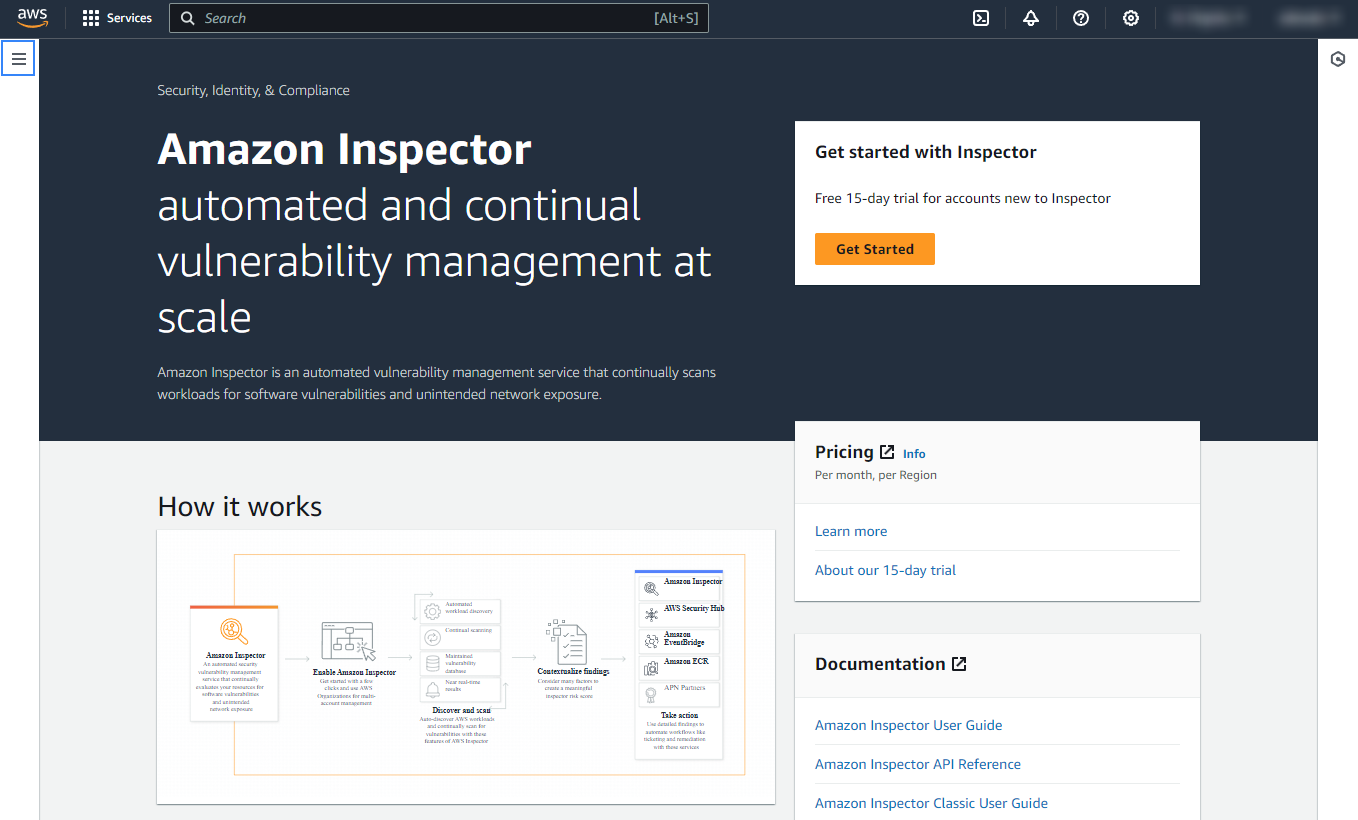 aws
Services
Search
[Alt+S]
Security, Identity, & Compliance
Amazon Inspector
automated and continual
vulnerability management at
scale
Amazon Inspector is an automated vulnerability management service that continually scans
workloads for software vulnerabilities and unintended network exposure.
Get started with Inspector
Free 15-day trial for accounts new to Inspector
Get Started
Pricing
Info
Per month, per Region
Learn more
About our 15-day trial
How it works
Amazon Inspector
An automated security
vulnerability management
service that continually
evaluates your resources for
software vulnerabilities
and unintended
network exposure
Enable Amazon Inspector
Get started with a few
clicks and use AWS
Organizations for multi-
account management
Automated
workload discovery
Continual scanning
Maintained
vulnerability
database
Near real-time
results
Discover and scan
Auto-discover AWS workloads
and continually scan for
vulnerabilities with these
features of AWS Inspector
Contextualize findings
Consider many factors to
create a meaningful
inspector risk score
Amazon Inspector
AWS Security Hub
Amazon
EventBridge
Amazon ECR
APN Partners
Take action
Use detailed findings to
automate workflows like
ticketing and remediation
with these services
Documentation
Amazon Inspector User Guide
Amazon Inspector API Reference
Amazon Inspector Classic User Guide